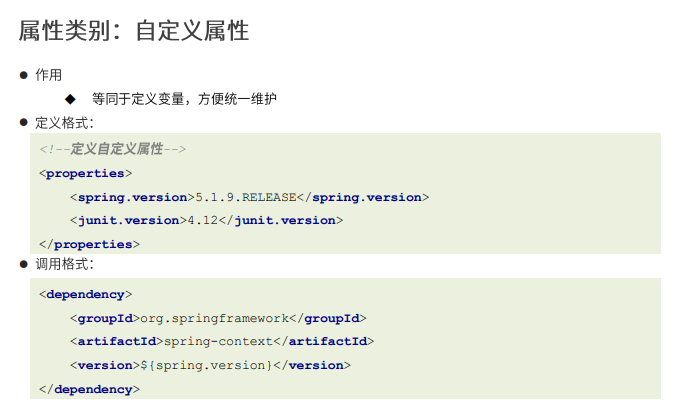 属性类别：自定义属性
● 作用
◆ 等同于定义变量，方便统一维护
● 定义格式：
<!--定义自定义属性-->
<properties>
    <spring.version>5.1.9.RELEASE</spring.version>
    <junit.version>4.12</junit.version>
</properties>
● 调用格式：
<dependency>
    <groupId>org.springframework</groupId>
    <artifactId>spring-context</artifactId>
    <version>${spring.version}</version>
</dependency>